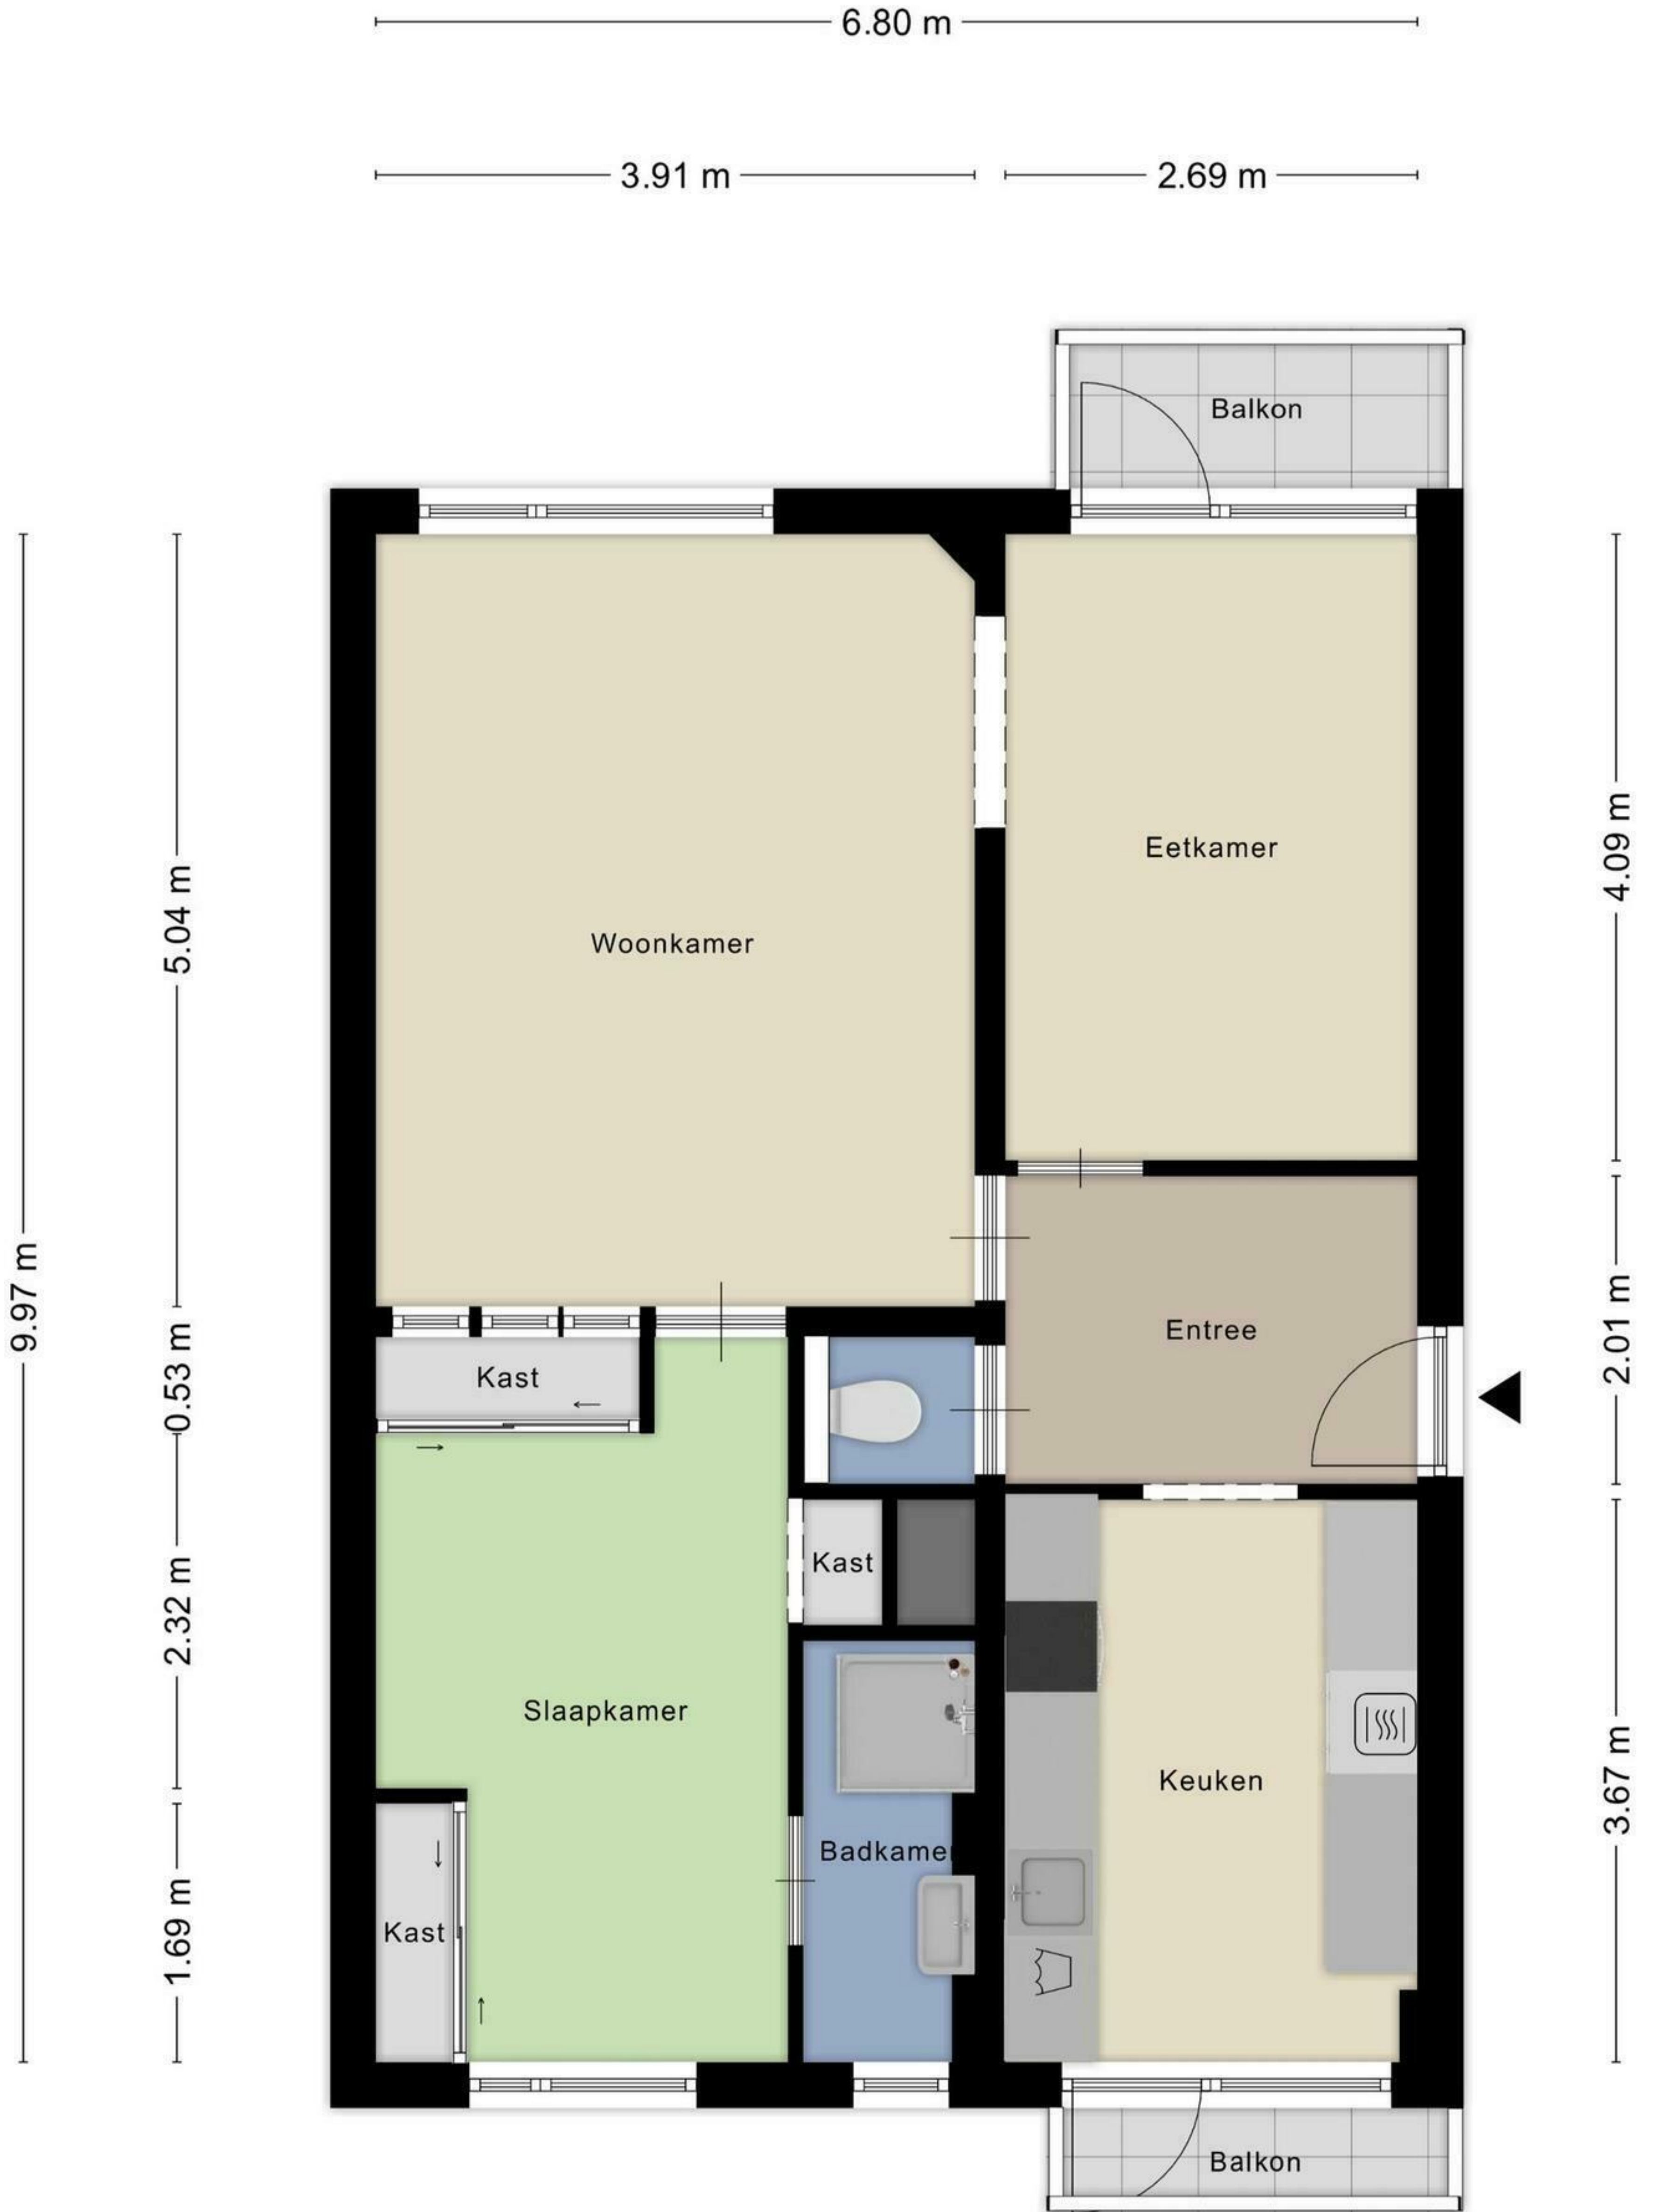 6.80 m
3.91 m
2.69 m
Balkon
Eetkamer
Woonkamer
4.09 m
5.04 m
9.97 m
Entree
2.01 m
0.53 m
Kast
Kast
2.32 m
Slaapkamer
Keuken
3.67 m
Badkamer
Kast
1.69 m
Balkon